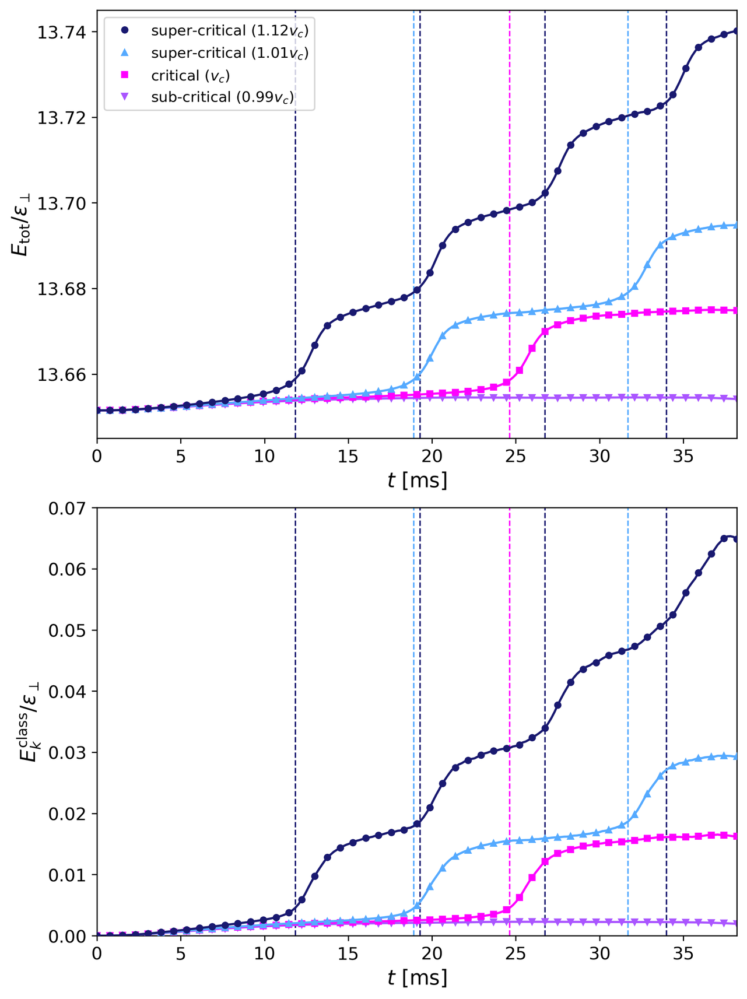 13.74
13.72
13.70
13.68
13.66
E_tot/ε_⊥
super-critical (1.12v_c)
super-critical (1.01v_c)
critical (v_c)
sub-critical (0.99v_c)
0 5 10 15 20 25 30 35
t [ms]
0.07
0.06
0.05
0.04
0.03
0.02
0.01
0.00
E_k^class/ε_⊥
0 5 10 15 20 25 30 35
t [ms]